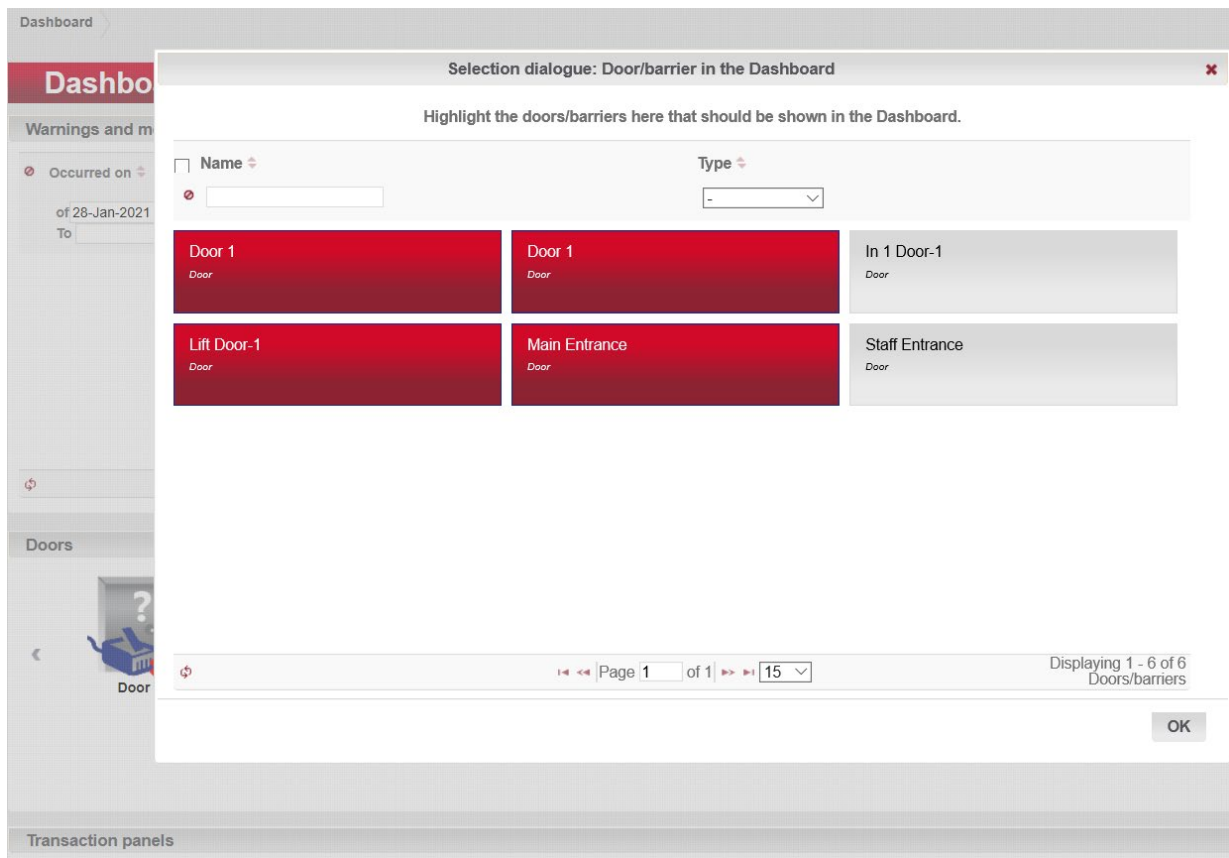 Dashboard
Dashbo
Selection dialogue: Door/barrier in the Dashboard
Highlight the doors/barriers here that should be shown in the Dashboard.
Warnings and m
Occurred on
of 28-Jan-2021
To
Name
Type
-
Door 1
Door
Door 1
Door
In 1 Door-1
Door
Lift Door-1
Door
Main Entrance
Door
Staff Entrance
Door
Doors
?
Door
Page 1 of 1 15
Displaying 1 - 6 of 6
Doors/barriers
OK
Transaction panels